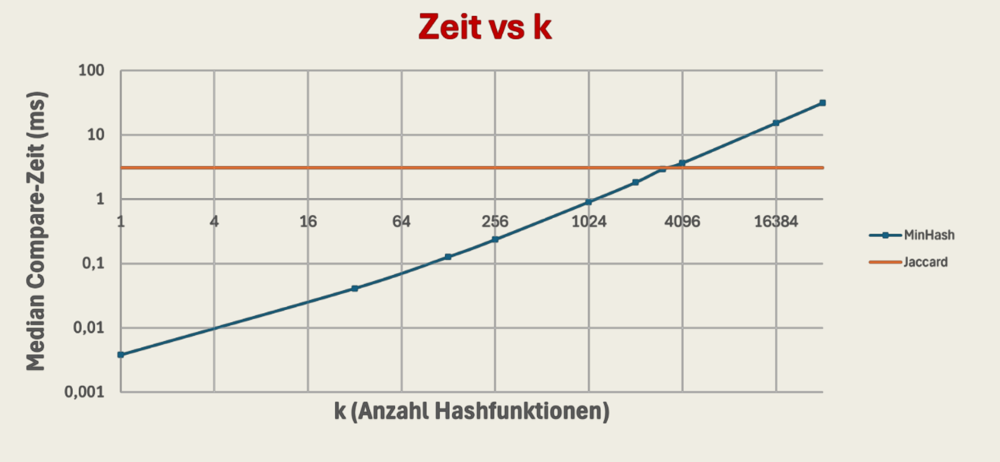 Zeit vs k
Median Compare-Zeit (ms)
100
10
1
1 4 16 64 256 1024 4096 16384
0,1
0,01
0,001
k (Anzahl Hashfunktionen)
MinHash
Jaccard